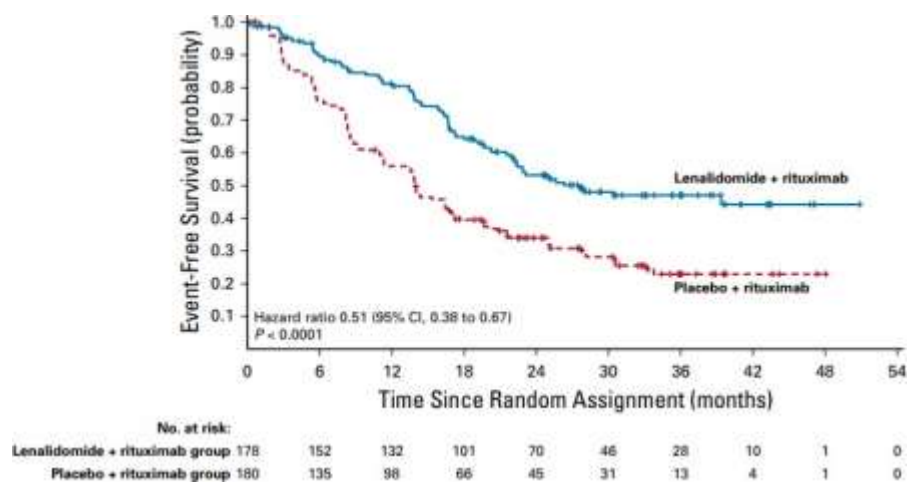 Event-Free Survival (probability)
1.0
0.9
0.8
0.7
0.6
0.5
0.4
0.3
0.2
0.1
Lenalidomide + rituximab
Placebo + rituximab
Hazard ratio 0.51 (95% CI, 0.38 to 0.67)
P < 0.0001
0 6 12 18 24 30 36 42 48 54
Time Since Random Assignment (months)
No. at risk:
Lenalidomide + rituximab group 178 152 132 101 70 46 28 10 1 0
Placebo + rituximab group 180 135 98 66 45 31 13 4 1 0